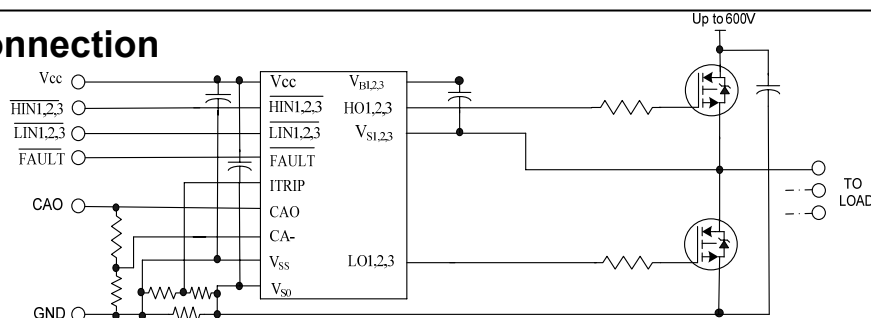 Up to 600V
onnection
Vcc
HIN1,2,3
LIN1,2,3
FAULT
CAO
GND
Vcc
HIN1,2,3
LIN1,2,3
FAULT
ITRIP
CAO
CA-
VSS
VS0
VB1,2,3
HO1,2,3
VS1,2,3
LO1,2,3
TO
LOAD